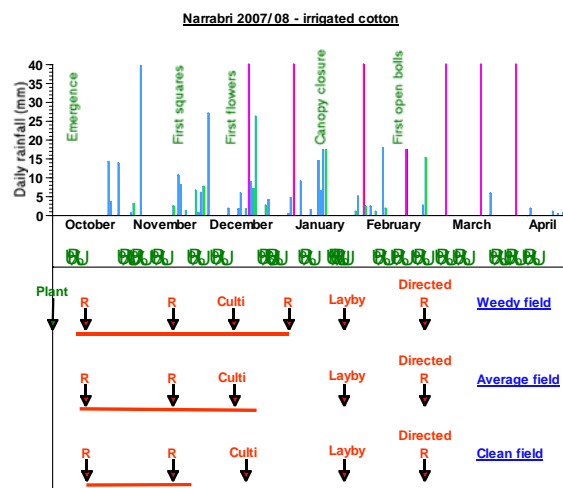 Narrabri 2007/08 - irrigated cotton
Daily rainfall (mm)
40
35
30
25
20
15
10
5
0
Emergence
First squares
First flowers
Canopy closure
First open bolls
October November December January February March April
Plant
R R Culti R Layby Directed Weedy field
R R Culti Layby Directed Average field
R R Culti Layby Directed Clean field